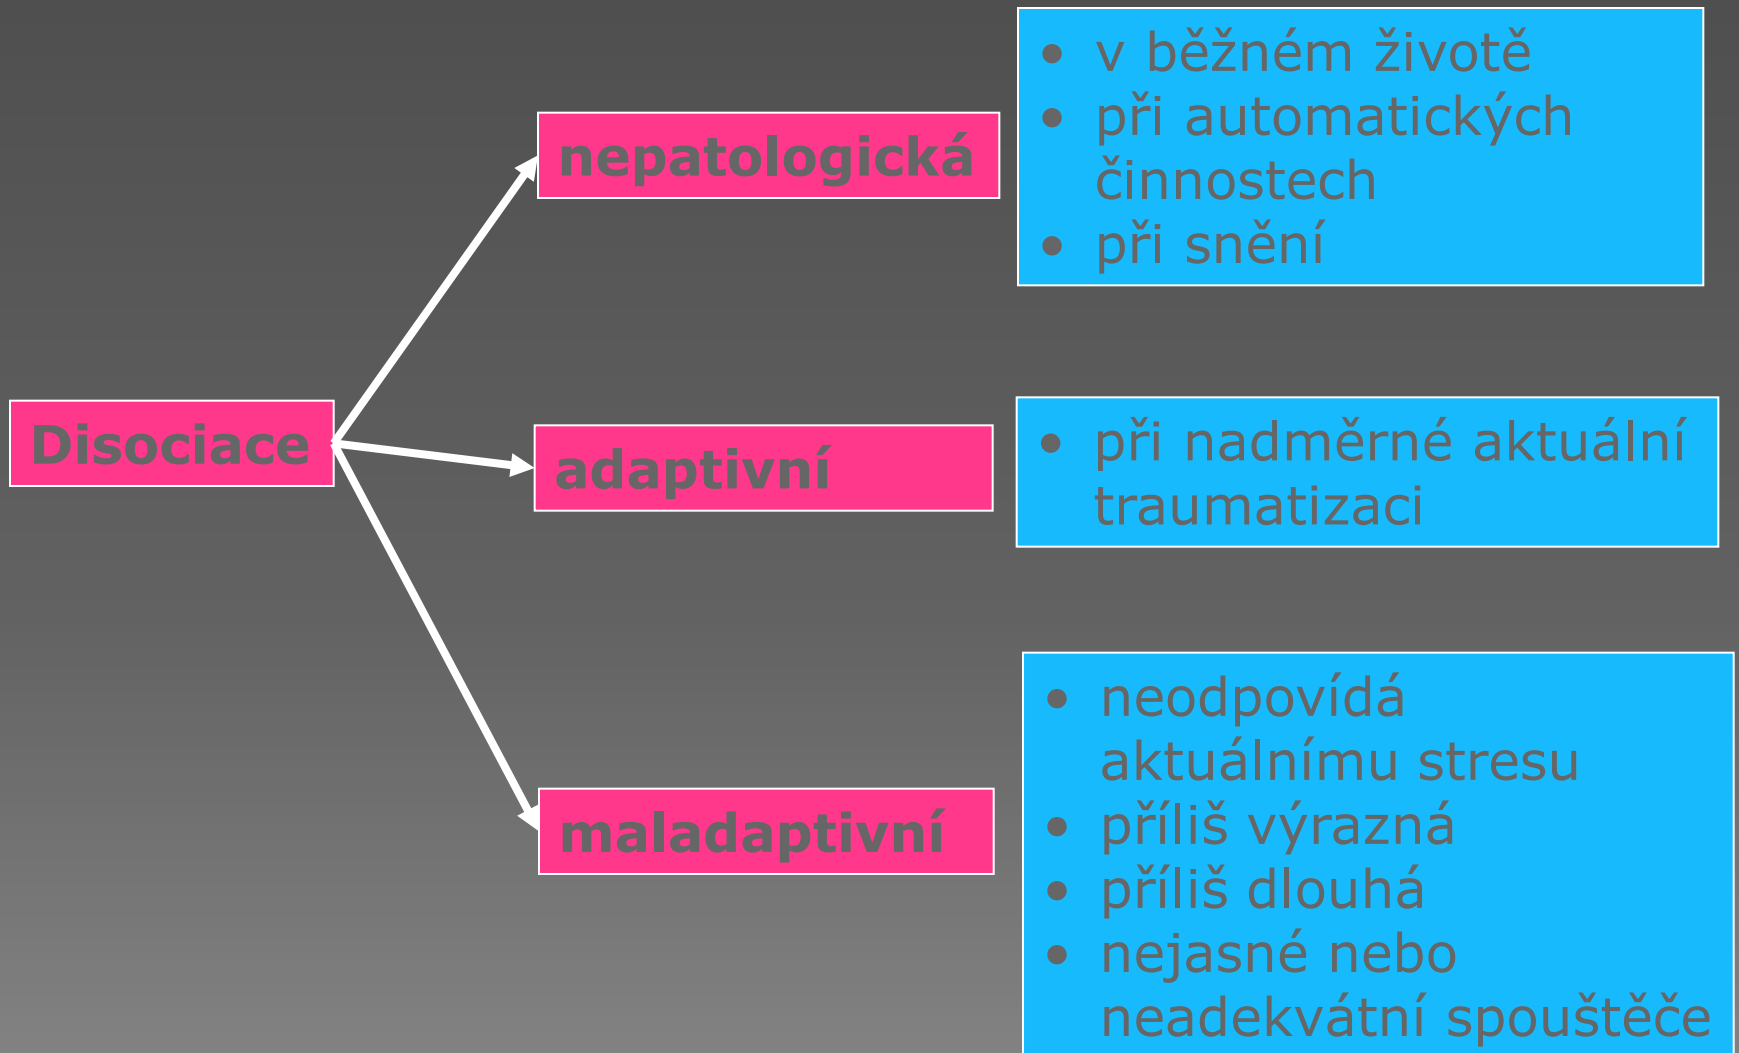 Disociace
nepatologická
• v běžném životě
• při automatických
činnostech
• při snění
adaptivní
• při nadměrné aktuální
traumatizaci
maladaptivní
• neodpovídá
aktuálnímu stresu
• příliš výrazná
• příliš dlouhá
• nejasné nebo
neadekvátní spouštěče